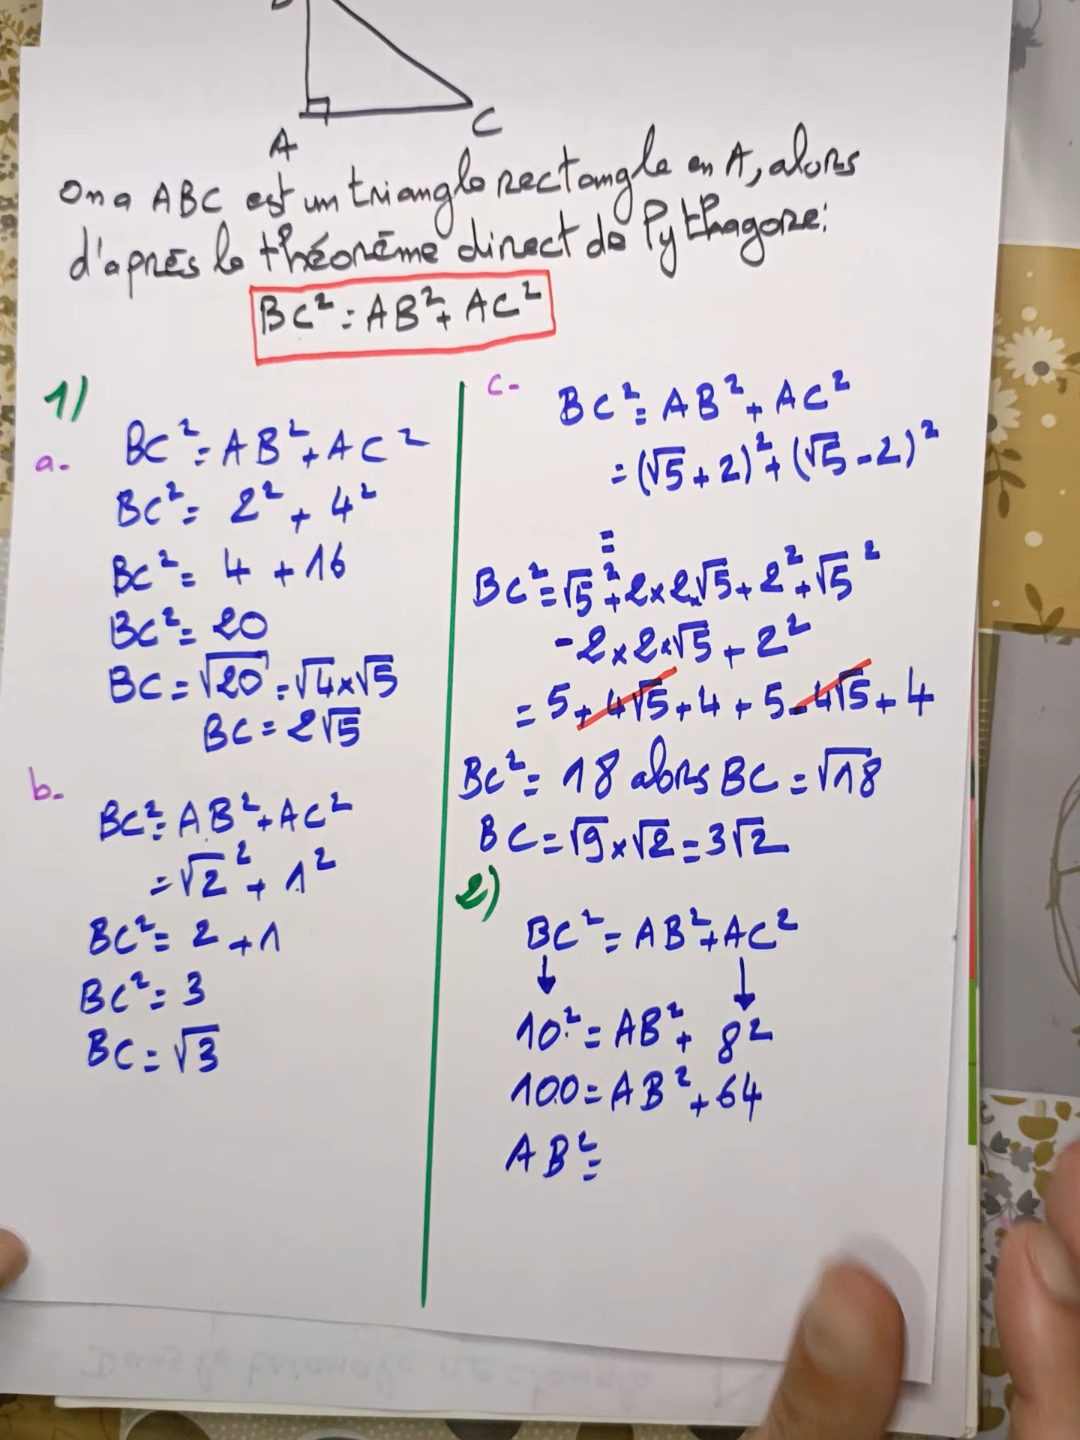 A
C
On a ABC est un triangle rectangle en A, alors
d'après le théorème direct de Pythagore:
BC² = AB² + AC²
1)
a-
BC² = AB² + AC²
BC² = 2² + 4²
BC² = 4 + 16
BC² = 20
BC = √20 = √4 × √5
BC = 2√5
b-
BC² = AB² + AC²
= √2² + 1²
BC² = 2 + 1
BC² = 3
BC = √3
c-
BC² = AB² + AC²
= (√5 + 2)² + (√5 - 2)²
=
BC² = √5² + 2×2×√5 + 2² + √5²
-2×2×√5 + 2²
= 5 + 4√5 + 4 + 5 - 4√5 + 4
BC² = 18 alors BC = √18
BC = √9 × √2 = 3√2
2)
BC² = AB² + AC²
10² = AB² + 8²
100 = AB² + 64
AB² =